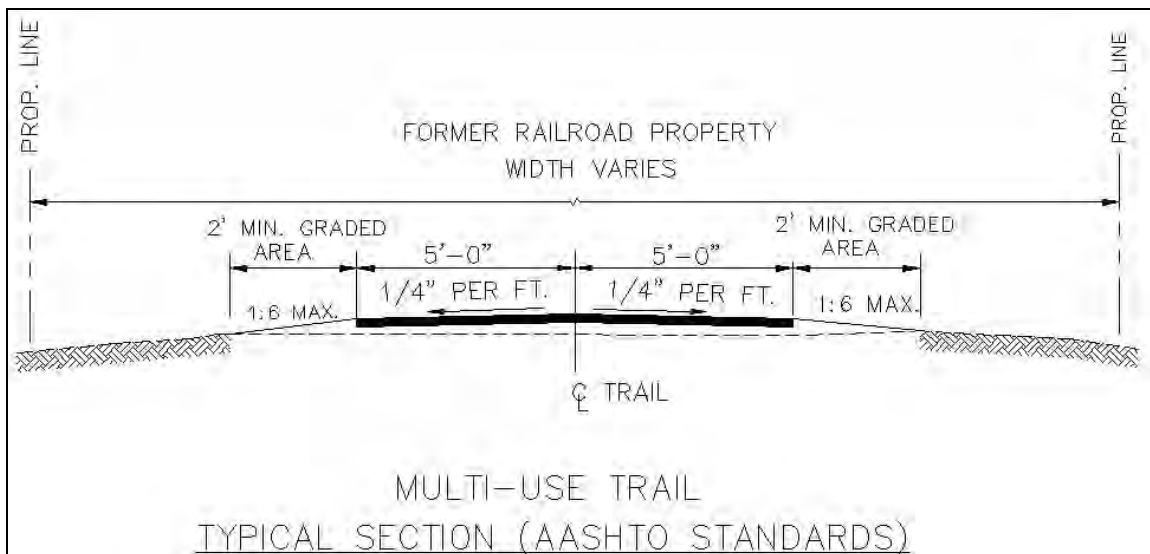 PROP. LINE
PROP. LINE
FORMER RAILROAD PROPERTY
WIDTH VARIES
2' MIN. GRADED
AREA
5'-0"
5'-0"
2' MIN. GRADED
AREA
1:6 MAX.
1/4" PER FT.
1/4" PER FT.
1:6 MAX.
℄ TRAIL
MULTI-USE TRAIL
TYPICAL SECTION (AASHTO STANDARDS)